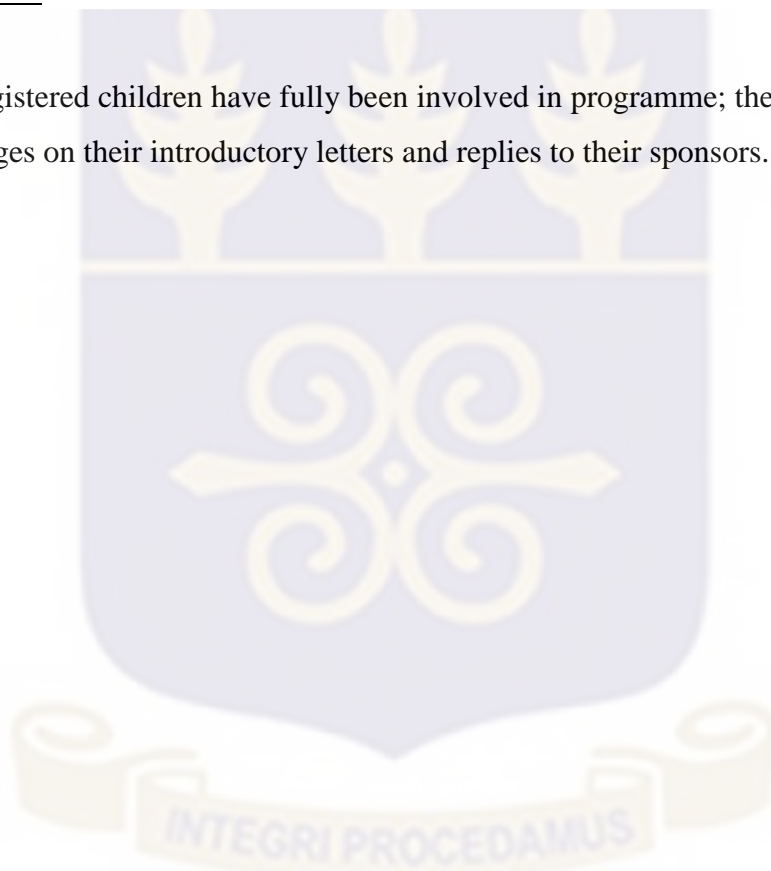 gistered children have fully been involved in programme; the
ges on their introductory letters and replies to their sponsors.
INTEGRI PROCEDAMUS